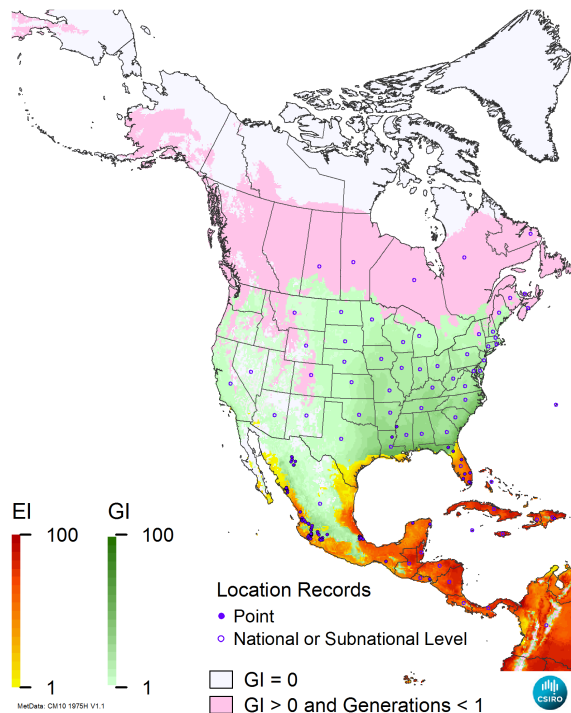 EI GI
100 100
1 1
Location Records
Point
National or Subnational Level
GI = 0
GI > 0 and Generations < 1
MetData: CM10 1975H V1.1
CSIRO